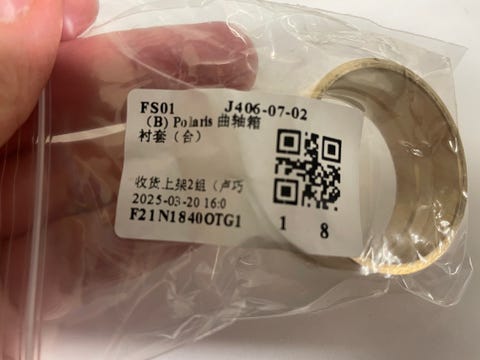 FS01 J406-07-02
(B) Polaris 曲轴箱
衬套（台）
收货上架2组（卢巧
2025-03-20 16:0
F21N1840OTG1 1 8